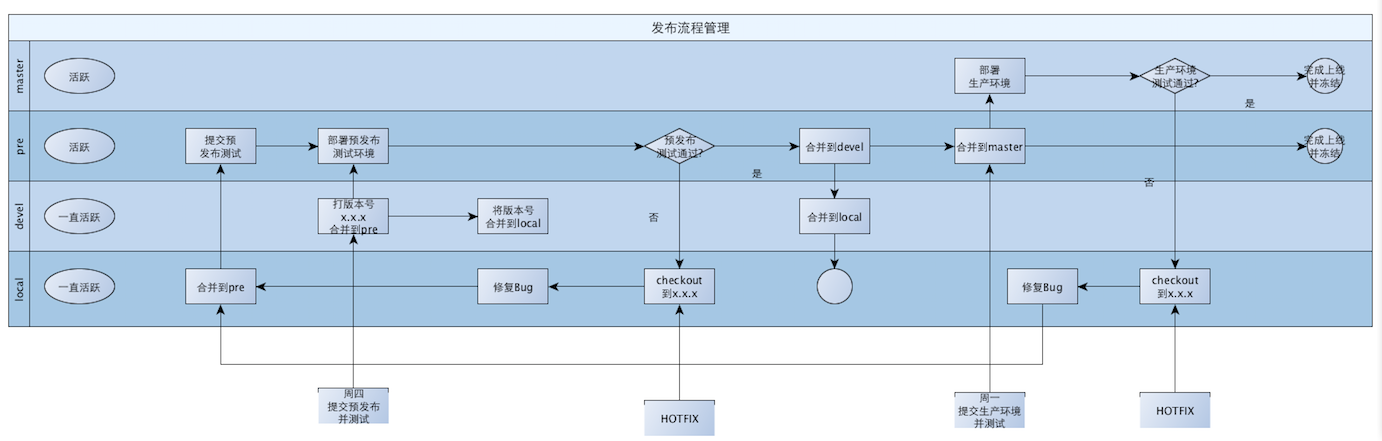 发布流程管理
master
活跃
部署
生产环境
生产环境
测试通过?
完成上线
并冻结
是
pre
活跃
提交预
发布测试
部署预发布
测试环境
预发布
测试通过?
合并到devel
合并到master
完成上线
并冻结
是
否
devel
一直活跃
打版本号
x.x.x
合并到pre
将版本号
合并到local
否
合并到local
local
一直活跃
合并到pre
修复Bug
checkout
到x.x.x
修复Bug
checkout
到x.x.x
周四
提交预发布
并测试
HOTFIX
周一
提交生产环境
并测试
HOTFIX